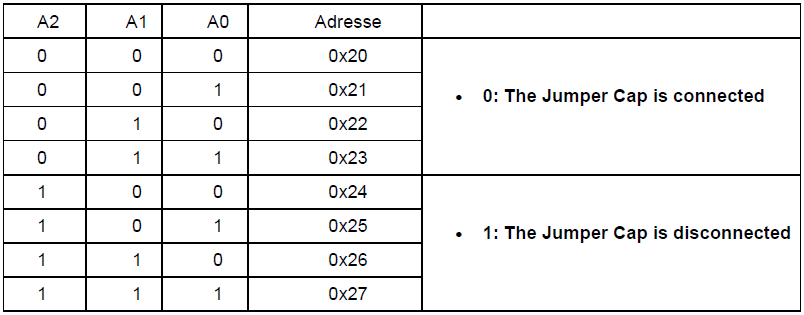 A2 A1 A0 Adresse
0 0 0 0x20
0 0 1 0x21
• 0: The Jumper Cap is connected
0 1 0 0x22
0 1 1 0x23
1 0 0 0x24
1 0 1 0x25
• 1: The Jumper Cap is disconnected
1 1 0 0x26
1 1 1 0x27